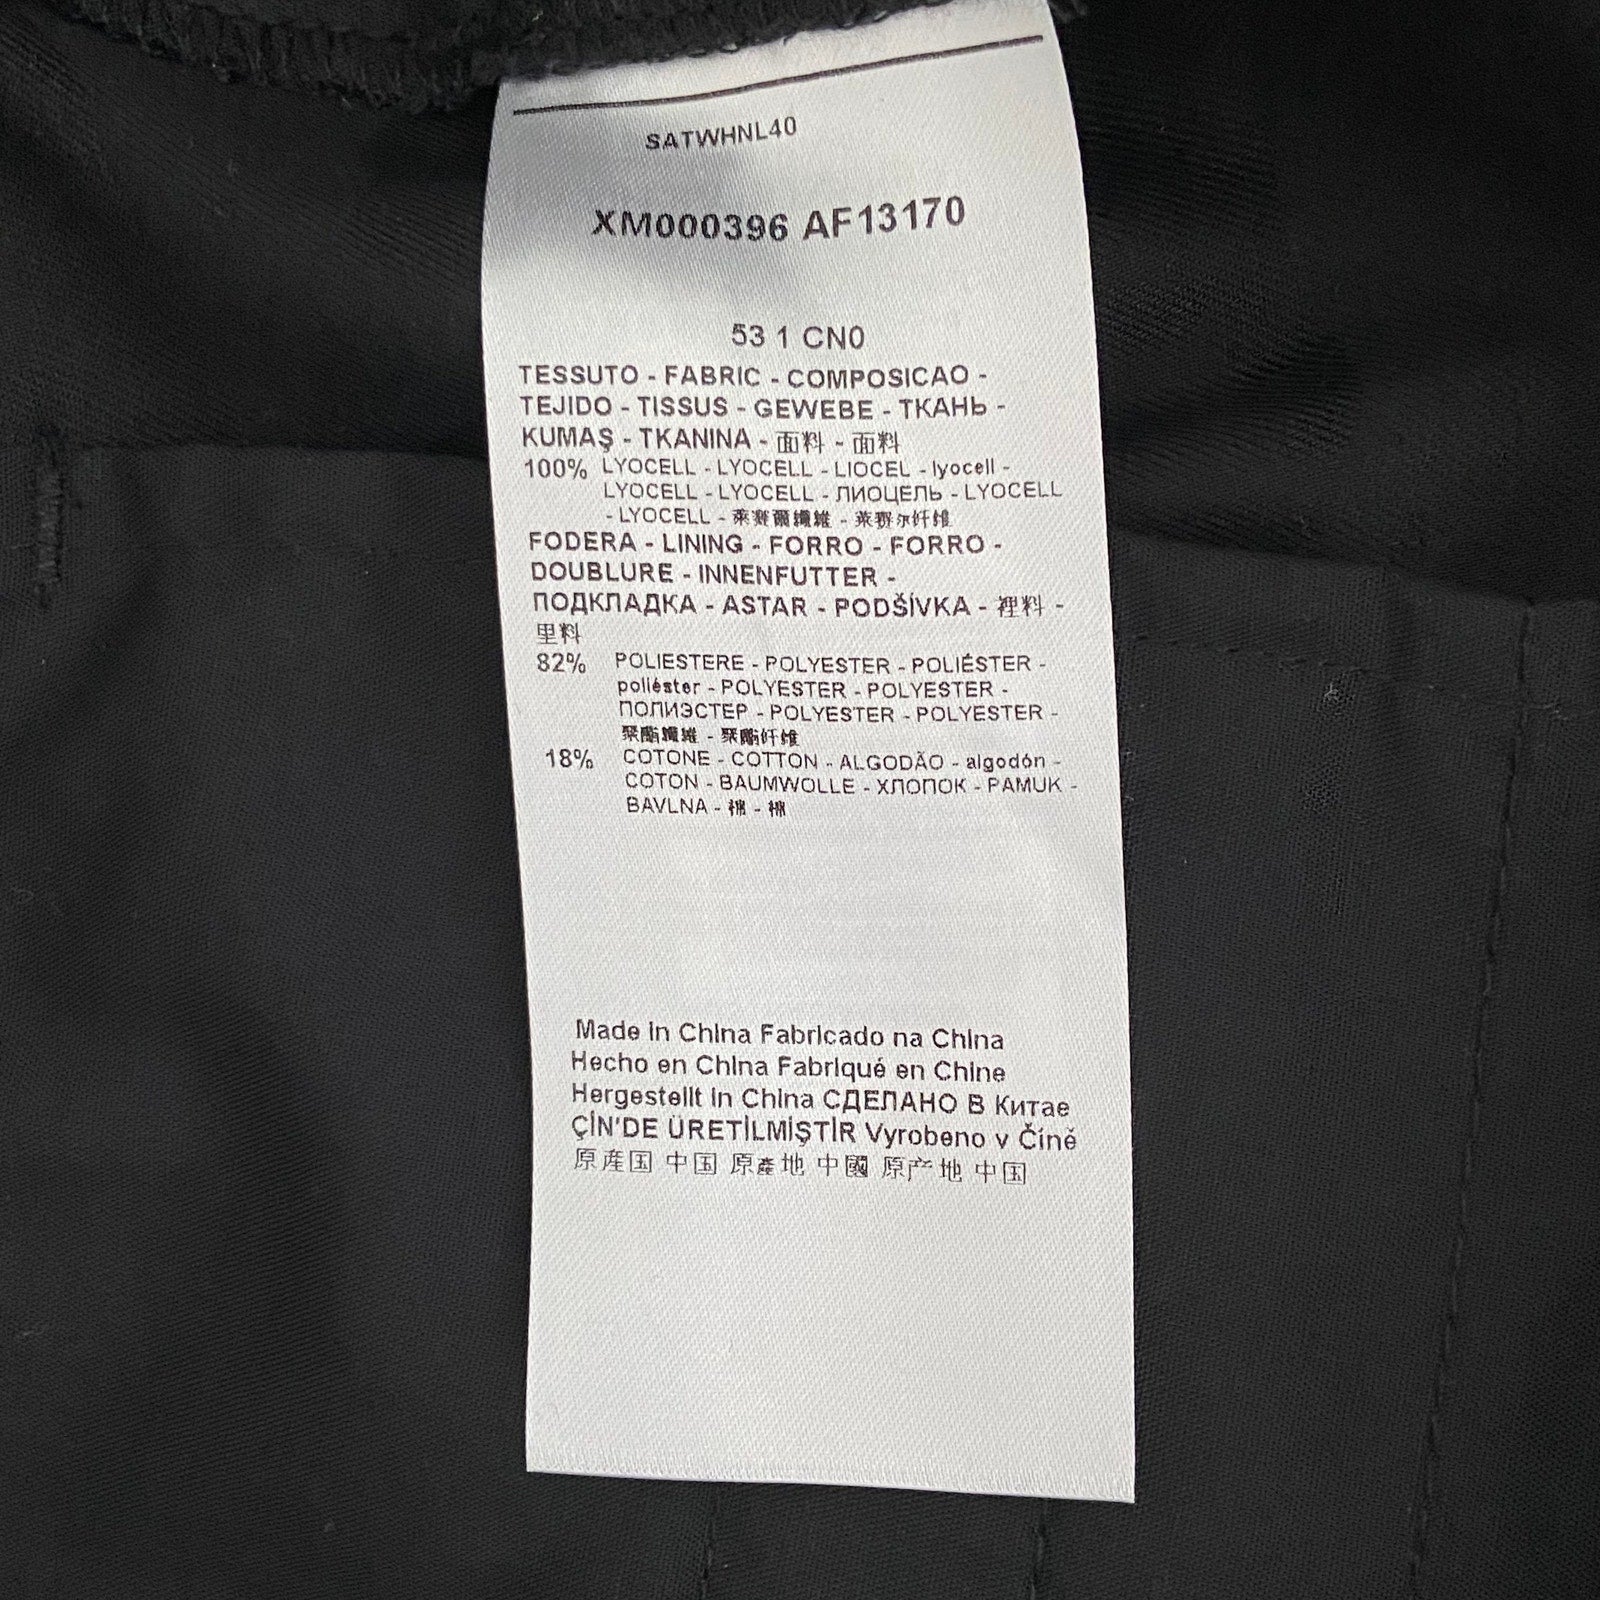 SATWHNL40
XM000396 AF13170
53 1 CN0
TESSUTO - FABRIC - COMPOSICAO -
TEJIDO - TISSUS - GEWEBE - ТКАНЬ -
KUMAŞ - TKANINA - 面料 - 面料
100% LYOCELL - LYOCELL - LIOCEL - lyocell -
LYOCELL - LYOCELL - ЛИОЦЕЛЬ - LYOCELL
- LYOCELL - 萊賽爾纖維 - 莱赛尔纤维
FODERA - LINING - FORRO - FORRO -
DOUBLURE - INNENFUTTER -
ПОДКЛАДКА - ASTAR - PODŠÍVKA - 裡料 -
里料
82% POLIESTERE - POLYESTER - POLIÉSTER -
poliéster - POLYESTER - POLYESTER -
ПОЛИЭСТЕР - POLYESTER - POLYESTER -
聚酯纖維 - 聚酯纤维
18% COTONE - COTTON - ALGODÃO - algodón -
COTON - BAUMWOLLE - ХЛОПОК - PAMUK -
BAVLNA - 棉 - 棉
Made in China Fabricado na China
Hecho en China Fabriqué en Chine
Hergestellt in China СДЕЛАНО В Китае
ÇİN'DE ÜRETİLMİŞTİR Vyrobeno v Číně
原産国 中国 原產地 中國 原产地 中国